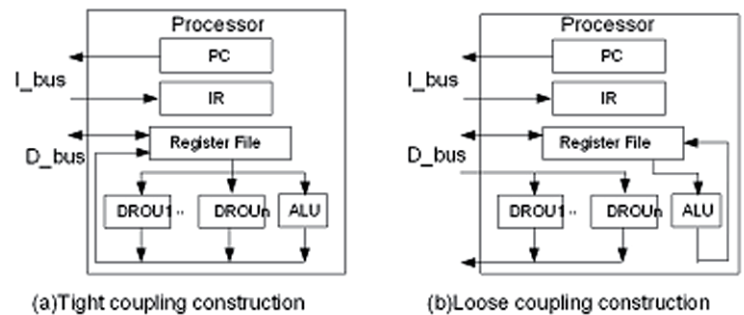 Processor
PC
I_bus
IR
Register File
D_bus
DROU1 ..
DROUn
ALU
(a)Tight coupling construction
Processor
PC
I_bus
IR
Register File
D_bus
DROU1 ..
DROUn
ALU
(b)Loose coupling construction